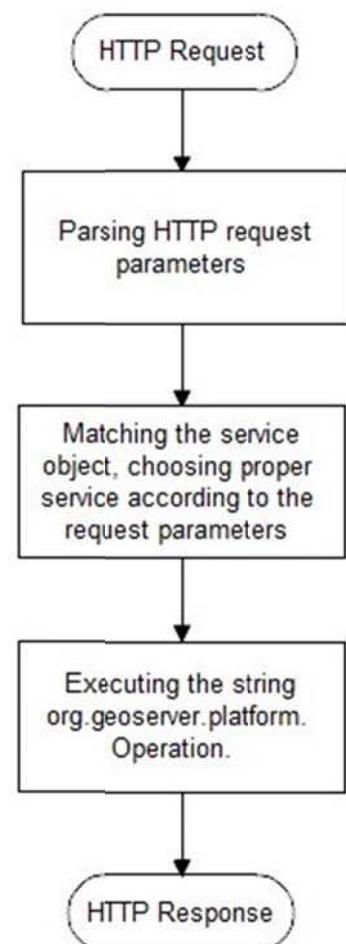 HTTP Request
Parsing HTTP request
parameters
Matching the service
object, choosing proper
service according to the
request parameters
Executing the string
org.geoserver.platform.
Operation.
HTTP Response